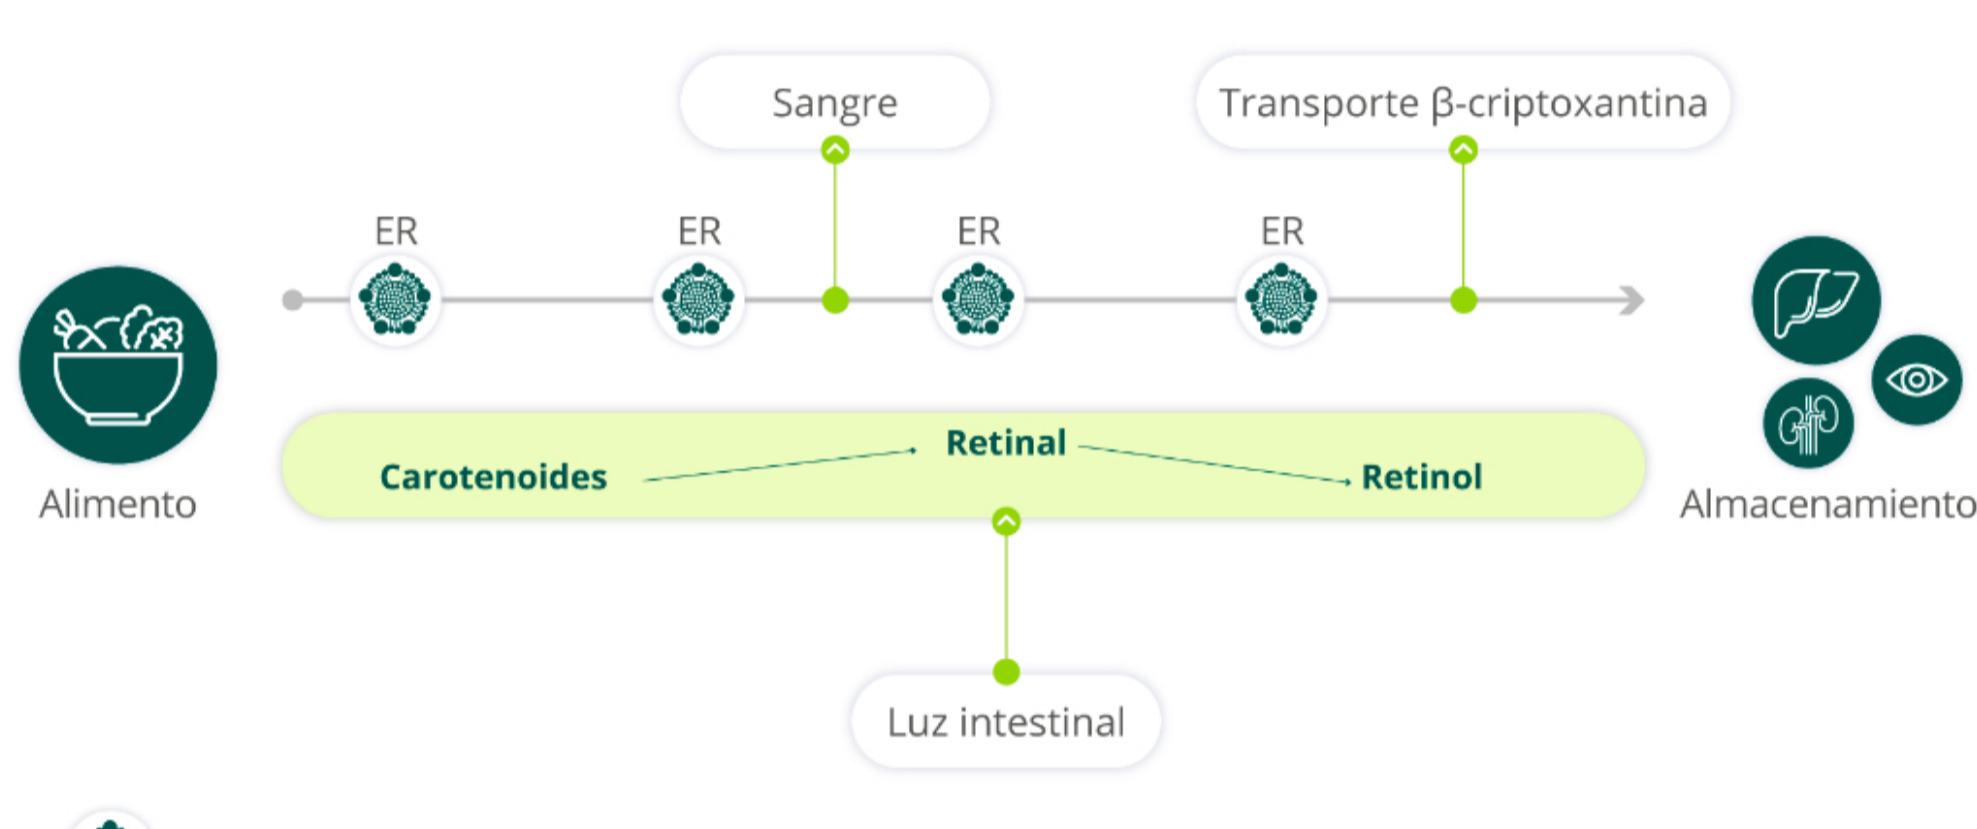 Sangre
Transporte β-criptoxantina
ER
ER
ER
ER
Retinal
Carotenoides
Retinol
Alimento
Almacenamiento
Luz intestinal